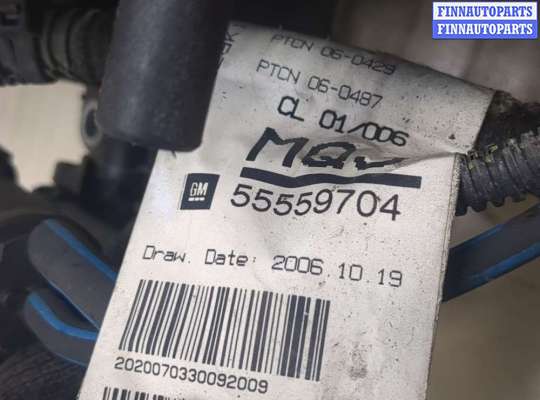 FINNAUTOPARTS
FINNAUTOPARTS
PTCN 06-0429
PTCN 06-0487
CL 01/006
MQV
GM
55559704
Draw. Date: 2006.10.19
2020070330092009